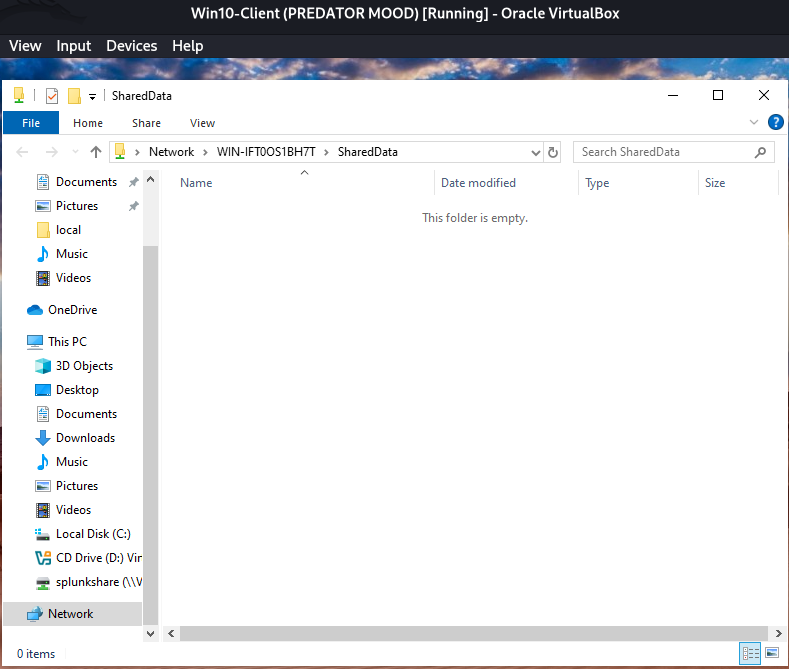 Win10-Client (PREDATOR MOOD) [Running] - Oracle VirtualBox
View Input Devices Help
SharedData
File Home Share View
Network > WIN-IFT0OS1BH7T > SharedData
Search SharedData
Name Date modified Type Size
This folder is empty.
Documents
Pictures
local
Music
Videos
OneDrive
This PC
3D Objects
Desktop
Documents
Downloads
Music
Pictures
Videos
Local Disk (C:)
CD Drive (D:) Vir
splunkshare (\\V
Network
0 items